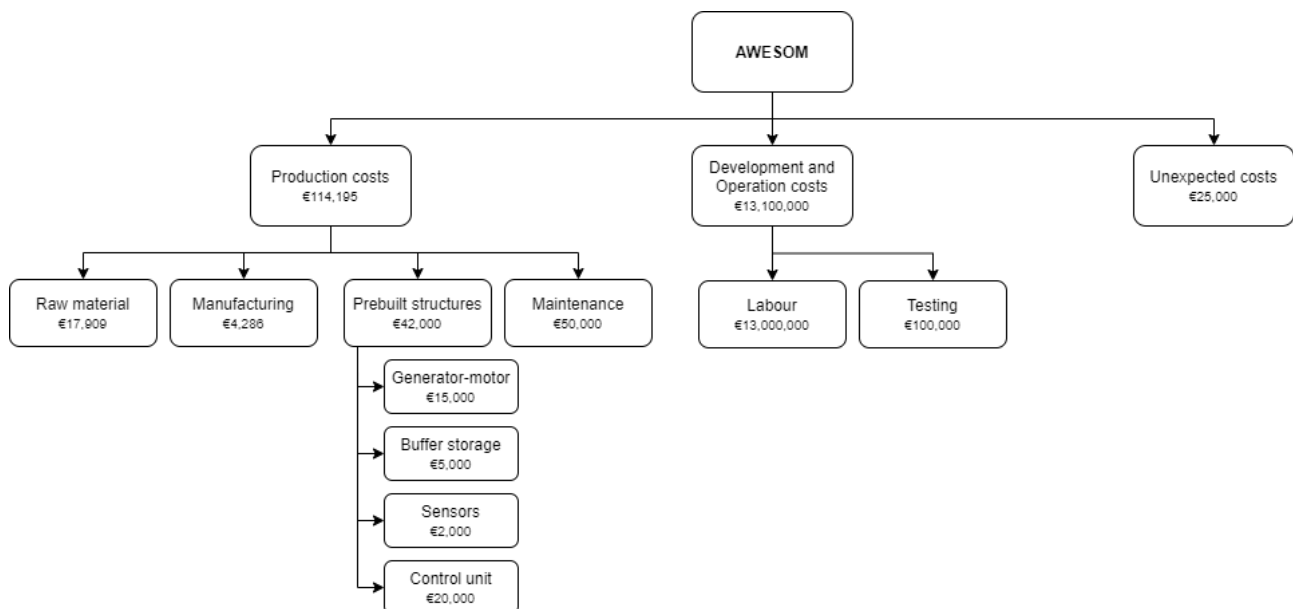 AWESOM
Production costs
€114,195
Development and
Operation costs
€13,100,000
Unexpected costs
€25,000
Raw material
€17,909
Manufacturing
€4,286
Prebuilt structures
€42,000
Maintenance
€50,000
Labour
€13,000,000
Testing
€100,000
Generator-motor
€15,000
Buffer storage
€5,000
Sensors
€2,000
Control unit
€20,000